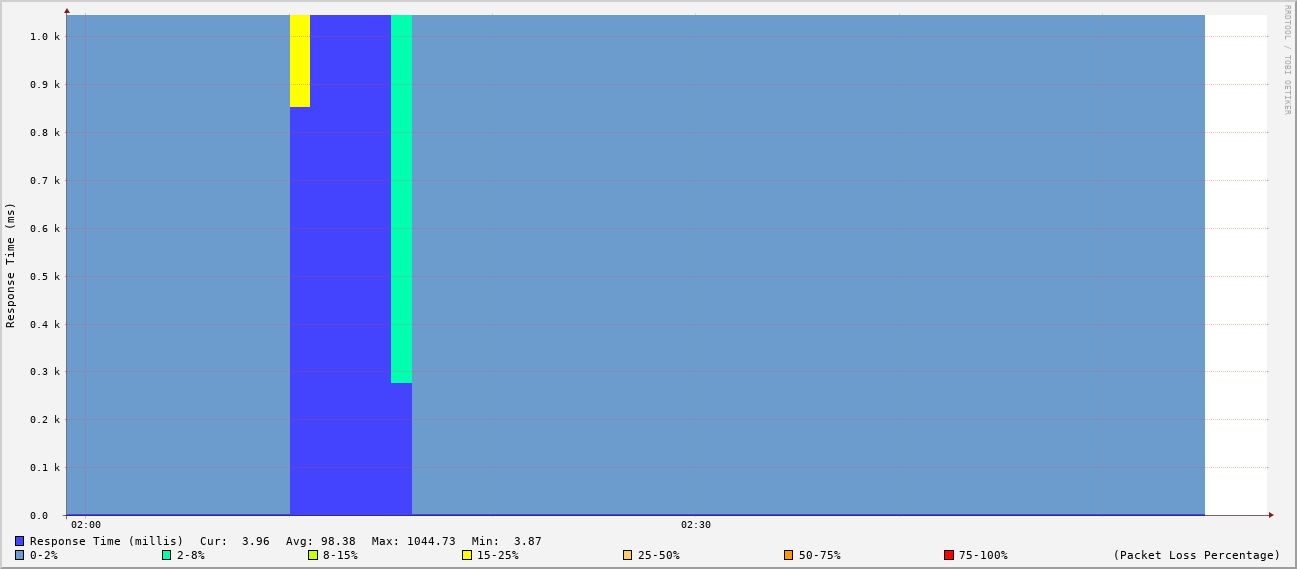 RRDTOOL / TOBI OETIKER
Response Time (ms)
1.0 k
0.9 k
0.8 k
0.7 k
0.6 k
0.5 k
0.4 k
0.3 k
0.2 k
0.1 k
0.0
02:00 02:30
Response Time (millis) Cur: 3.96 Avg: 98.38 Max: 1044.73 Min: 3.87
0-2% 2-8% 8-15% 15-25% 25-50% 50-75% 75-100% (Packet Loss Percentage)